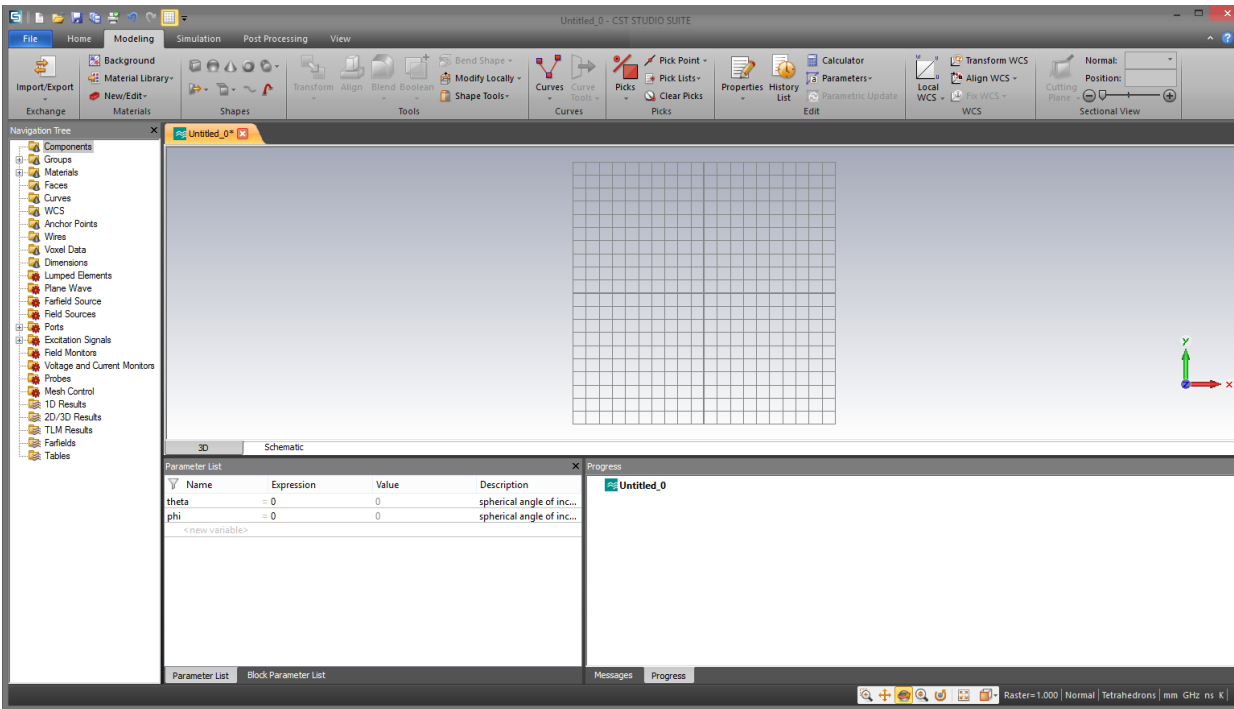 Untitled_0 - CST STUDIO SUITE
File Home Modeling Simulation Post Processing View
Import/Export
Exchange
Background
Material Library
New/Edit
Materials
Shapes
Transform Align Blend Boolean
Bend Shape
Modify Locally
Shape Tools
Tools
Curves Curve Tools
Curves
Picks
Pick Point
Pick Lists
Clear Picks
Picks
Properties History List
Calculator
Parameters
Parametric Update
Edit
Local WCS
Transform WCS
Align WCS
Fix WCS
WCS
Cutting Plane
Normal:
Position:
Sectional View
Navigation Tree
Components
Groups
Materials
Faces
Curves
WCS
Anchor Points
Wires
Voxel Data
Dimensions
Lumped Elements
Plane Wave
Farfield Source
Field Sources
Ports
Excitation Signals
Field Monitors
Voltage and Current Monitors
Probes
Mesh Control
1D Results
2D/3D Results
TLM Results
Farfields
Tables
Untitled_0*
y
z
x
3D Schematic
Parameter List
Name Expression Value Description
theta = 0 0 spherical angle of inc...
phi = 0 0 spherical angle of inc...
<new variable>
Parameter List Block Parameter List
Progress
Untitled_0
Messages Progress
Raster=1.000 Normal Tetrahedrons mm GHz ns K